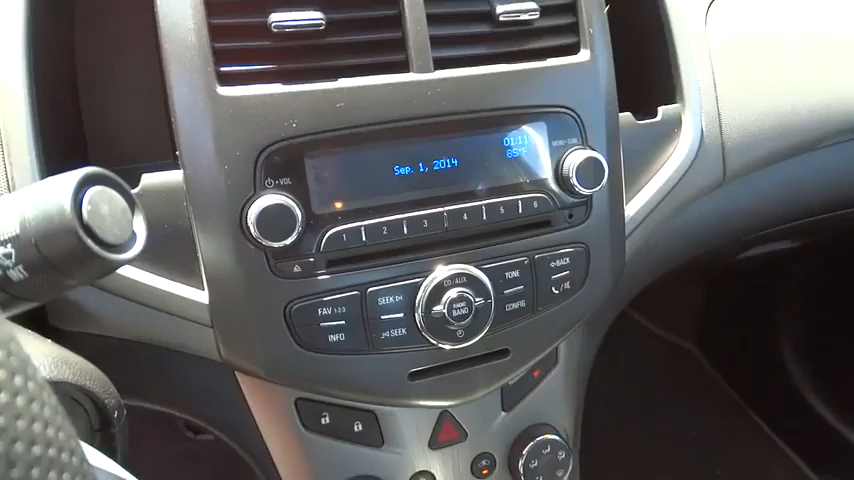 01:11
MENU-TUNE
Sep. 1, 2014
85°F
VOL
1 2 3 4 5 6
CD/AUX
BACK
TONE
SEEK
FAV 1-2-3
RADIO
BAND
CONFIG
SEEK
INFO
INT